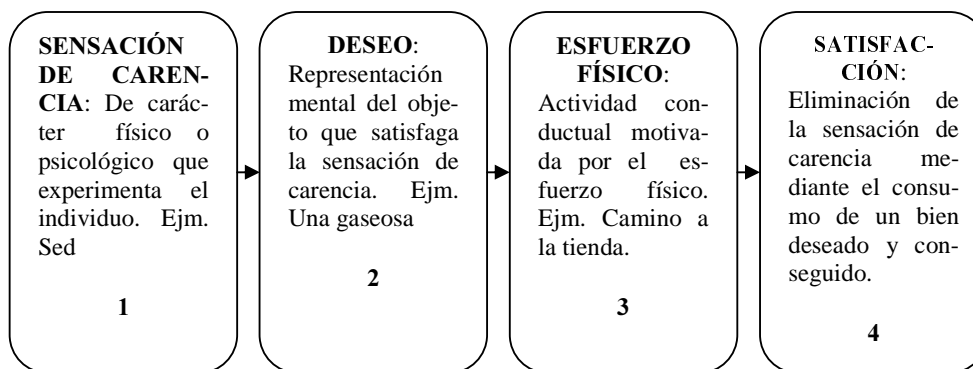 SENSACIÓN
DE CAREN-
CIA: De carác-
ter físico o
psicológico que
experimenta el
individuo. Ejm.
Sed
1
DESEO:
Representación
mental del obje-
to que satisfaga
la sensación de
carencia. Ejm.
Una gaseosa
2
ESFUERZO
FÍSICO:
Actividad con-
ductual motiva-
da por el es-
fuerzo físico.
Ejm. Camino a
la tienda.
3
SATISFAC-
CIÓN:
Eliminación de
la sensación de
carencia me-
diante el consu-
mo de un bien
deseado y con-
seguido.
4